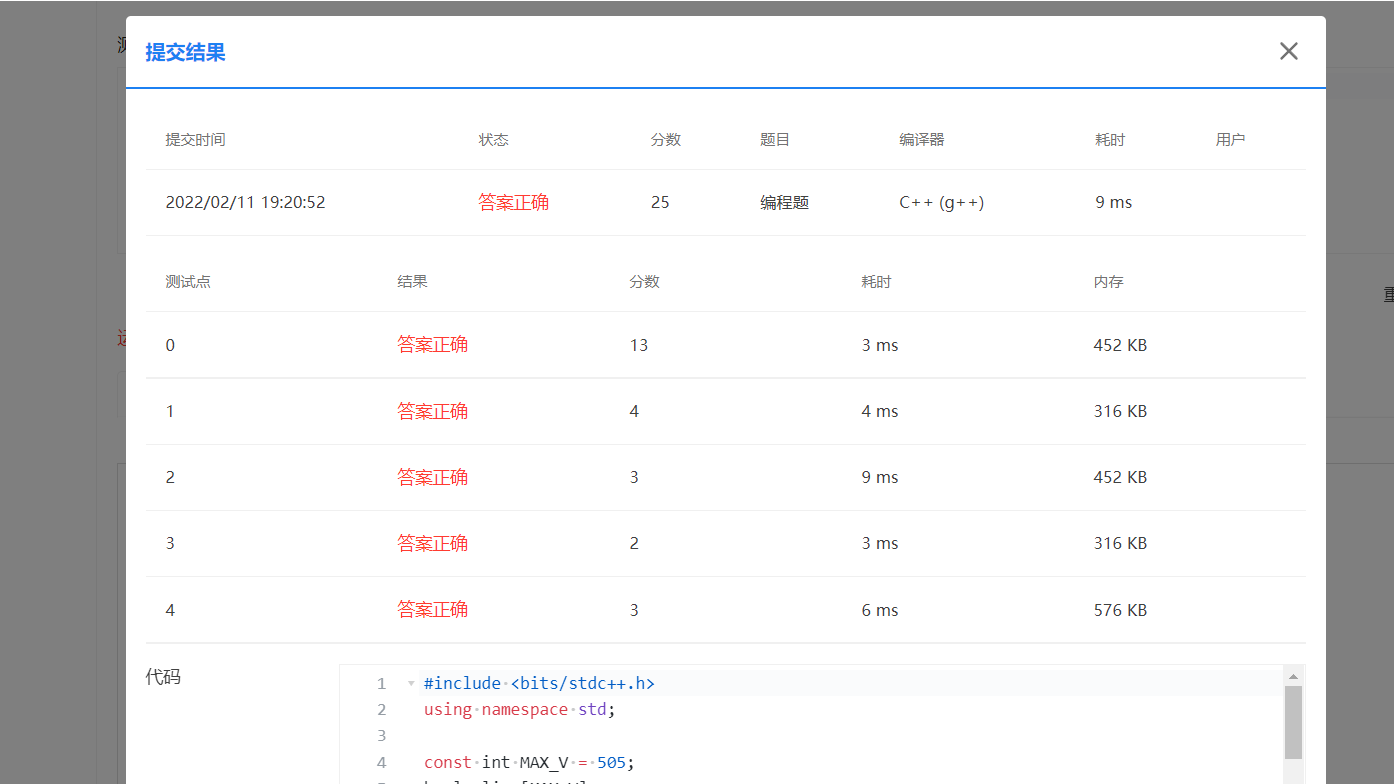 提交结果
提交时间 状态 分数 题目 编译器 耗时 用户
2022/02/11 19:20:52 答案正确 25 编程题 C++ (g++) 9 ms
测试点 结果 分数 耗时 内存
0 答案正确 13 3 ms 452 KB
1 答案正确 4 4 ms 316 KB
2 答案正确 3 9 ms 452 KB
3 答案正确 2 3 ms 316 KB
4 答案正确 3 6 ms 576 KB
代码
1 #include <bits/stdc++.h>
2 using namespace std;
3
4 const int MAX_V = 505;